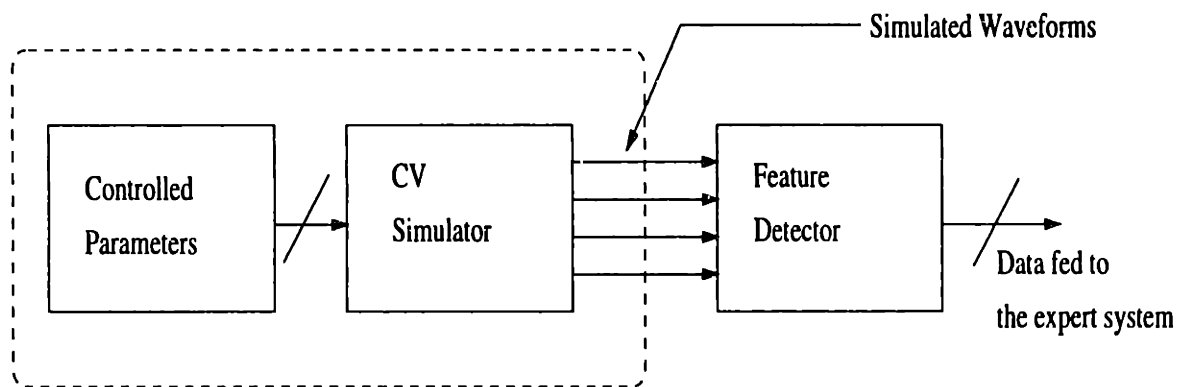 Simulated Waveforms
Controlled
Parameters
CV
Simulator
Feature
Detector
Data fed to
the expert system